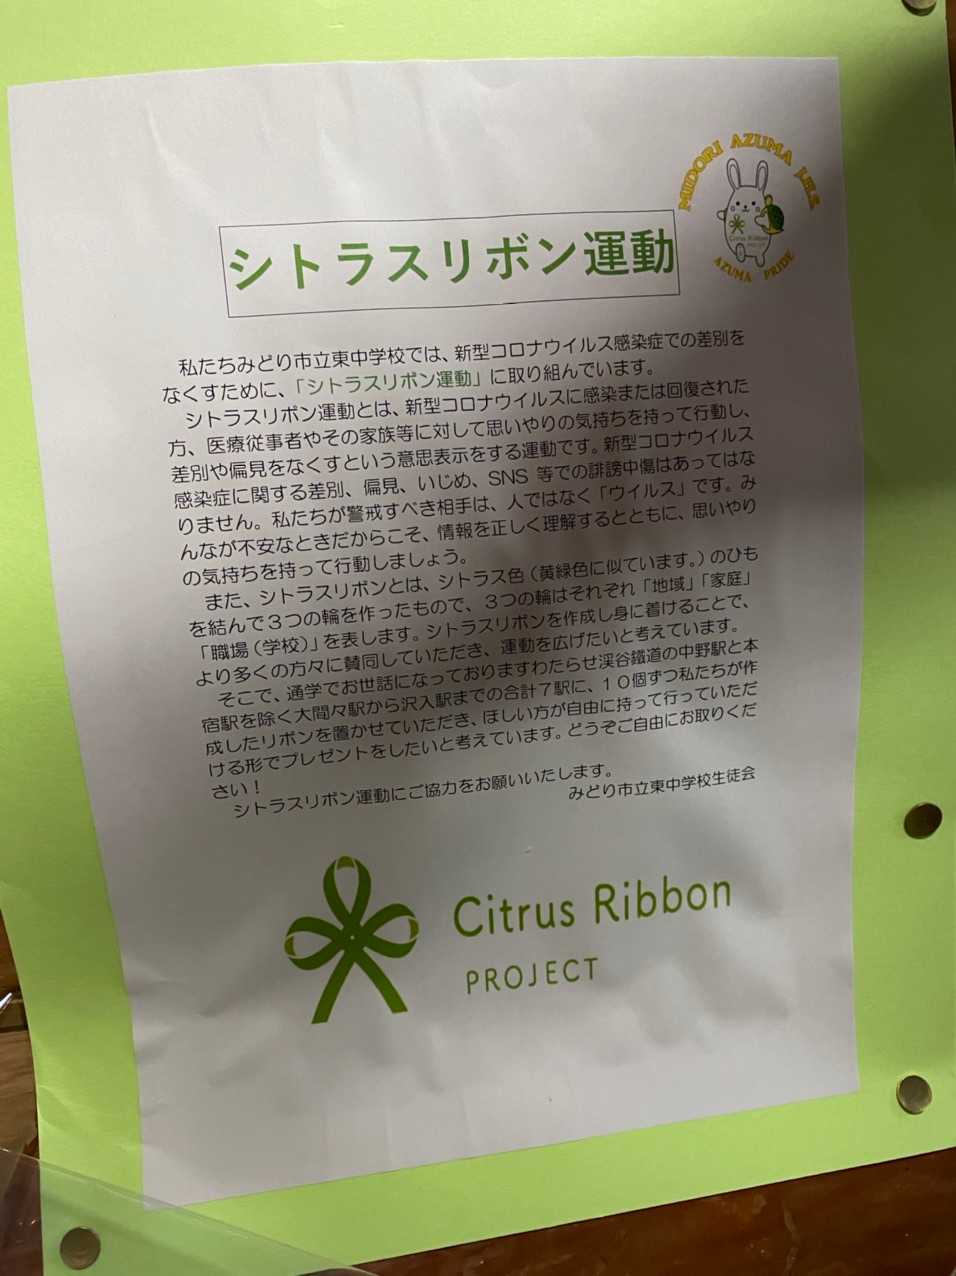 MIDORI AZUMA J.H.S
Citrus Ribbon
AZUMA PRIDE
シトラスリボン運動
私たちみどり市立東中学校では、新型コロナウイルス感染症での差別を
なくすために、「シトラスリボン運動」に取り組んでいます。
シトラスリボン運動とは、新型コロナウイルスに感染または回復された
方、医療従事者やその家族等に対して思いやりの気持ちを持って行動し、
差別や偏見をなくすという意思表示をする運動です。新型コロナウイルス
感染症に関する差別、偏見、いじめ、SNS 等での誹謗中傷はあってはな
りません。私たちが警戒すべき相手は、人ではなく「ウイルス」です。み
んなが不安なときだからこそ、情報を正しく理解するとともに、思いやり
の気持ちを持って行動しましょう。
また、シトラスリボンとは、シトラス色（黄緑色に似ています。）のひも
を結んで３つの輪を作ったもので、３つの輪はそれぞれ「地域」「家庭」
「職場（学校）」を表します。シトラスリボンを作成し身に着けることで、
より多くの方々に賛同していただき、運動を広げたいと考えています。
そこで、通学でお世話になっておりますわたらせ渓谷鐵道の中野駅と本
宿駅を除く大間々駅から沢入駅までの合計７駅に、１０個ずつ私たちが作
成したリボンを置かせていただき、ほしい方が自由に持って行っていただ
ける形でプレゼントをしたいと考えています。どうぞご自由にお取りくだ
さい！
シトラスリボン運動にご協力をお願いいたします。
みどり市立東中学校生徒会
Citrus Ribbon
PROJECT